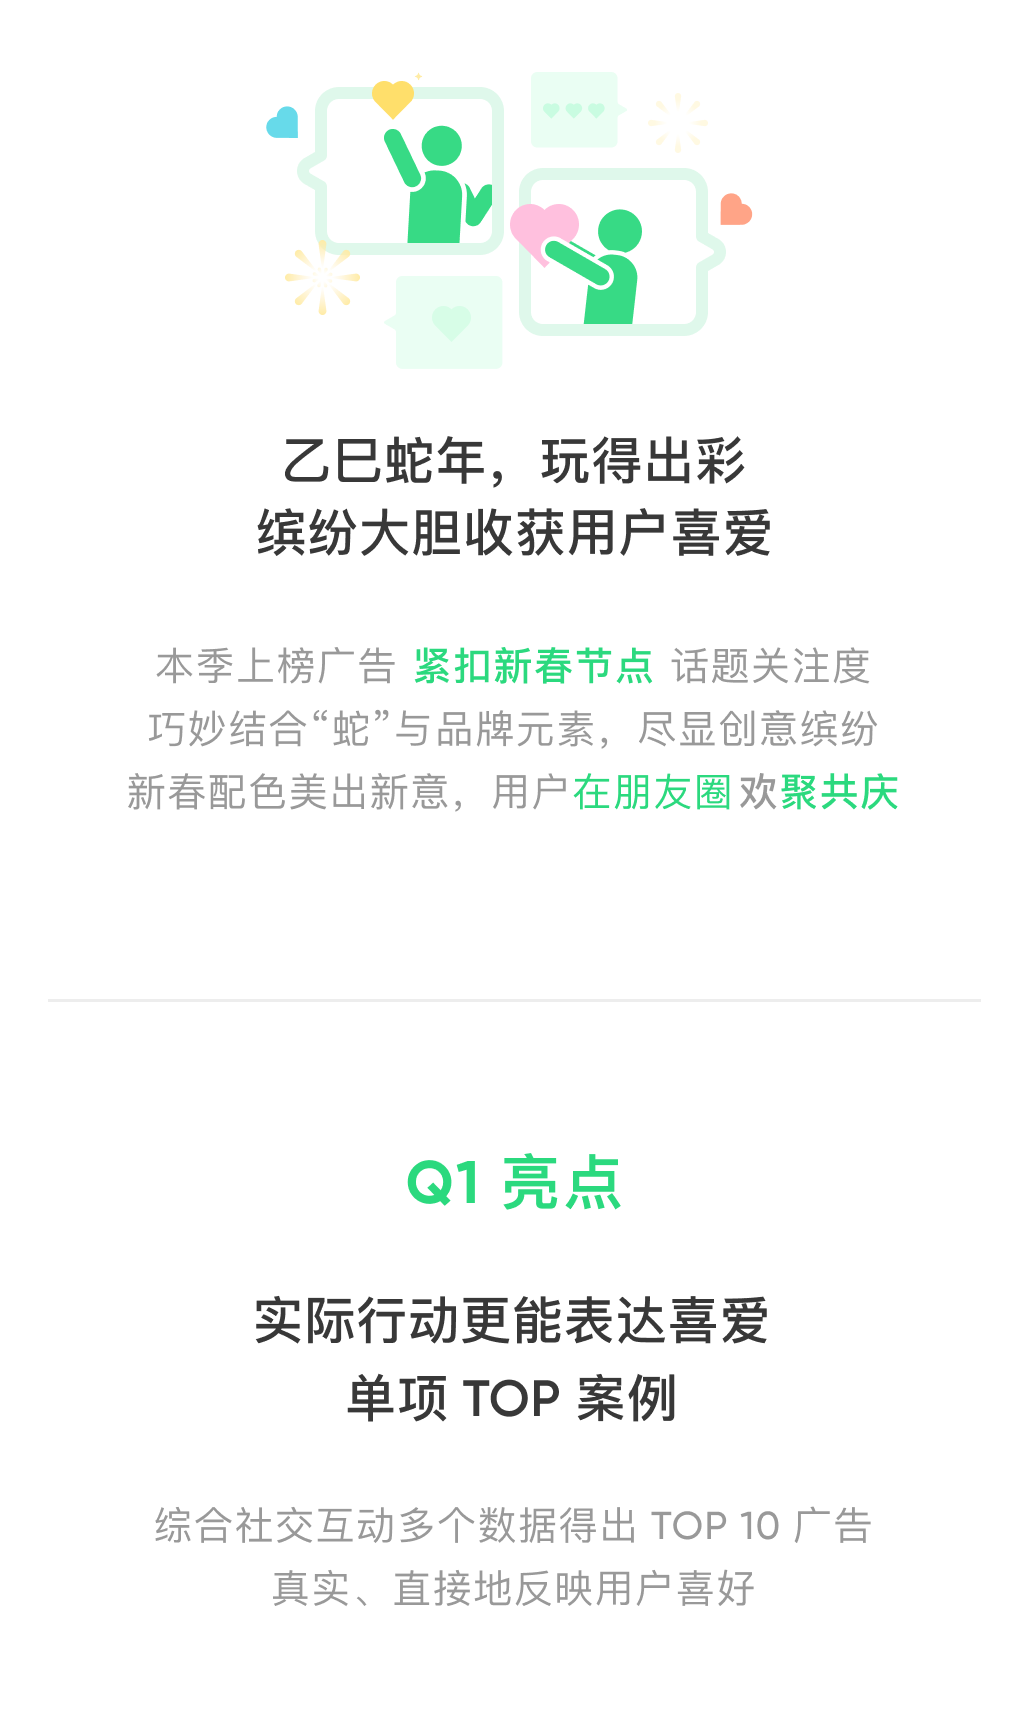 乙巳蛇年，玩得出彩
缤纷大胆收获用户喜爱
本季上榜广告 紧扣新春节点 话题关注度
巧妙结合“蛇”与品牌元素，尽显创意缤纷
新春配色美出新意，用户在朋友圈欢聚共庆
Q1 亮点
实际行动更能表达喜爱
单项 TOP 案例
综合社交互动多个数据得出 TOP 10 广告
真实、直接地反映用户喜好